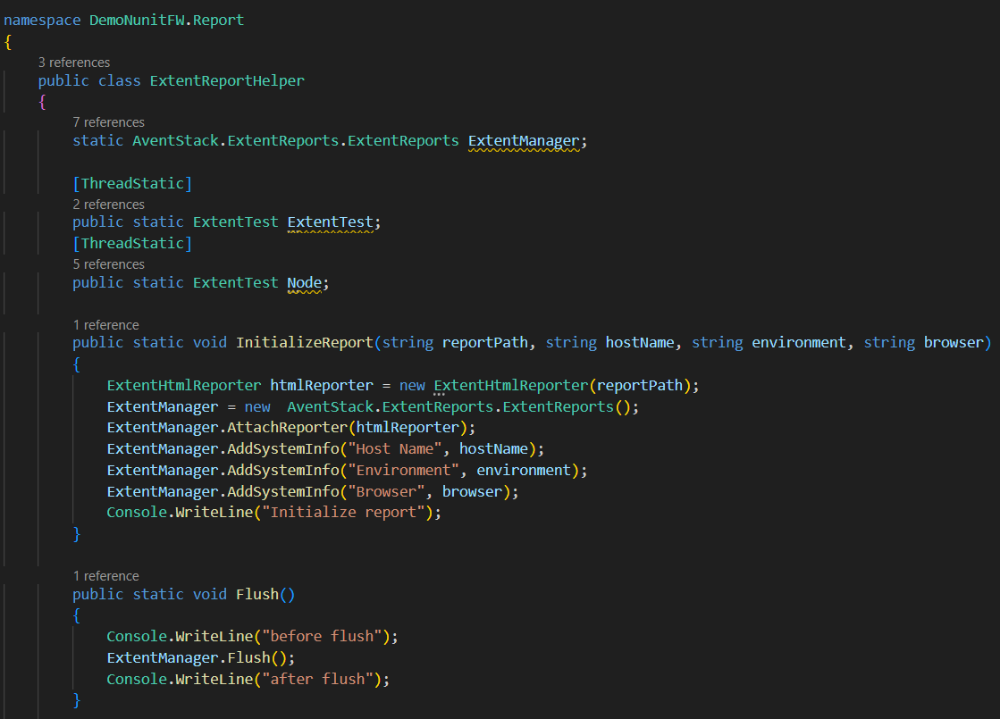 namespace DemoNunitFW.Report
{
3 references
public class ExtentReportHelper
{
7 references
static AventStack.ExtentReports.ExtentReports ExtentManager;
[ThreadStatic]
2 references
public static ExtentTest ExtentTest;
[ThreadStatic]
5 references
public static ExtentTest Node;
1 reference
public static void InitializeReport(string reportPath, string hostName, string environment, string browser)
{
ExtentHtmlReporter htmlReporter = new ExtentHtmlReporter(reportPath);
ExtentManager = new  AventStack.ExtentReports.ExtentReports();
ExtentManager.AttachReporter(htmlReporter);
ExtentManager.AddSystemInfo("Host Name", hostName);
ExtentManager.AddSystemInfo("Environment", environment);
ExtentManager.AddSystemInfo("Browser", browser);
Console.WriteLine("Initialize report");
}
1 reference
public static void Flush()
{
Console.WriteLine("before flush");
ExtentManager.Flush();
Console.WriteLine("after flush");
}